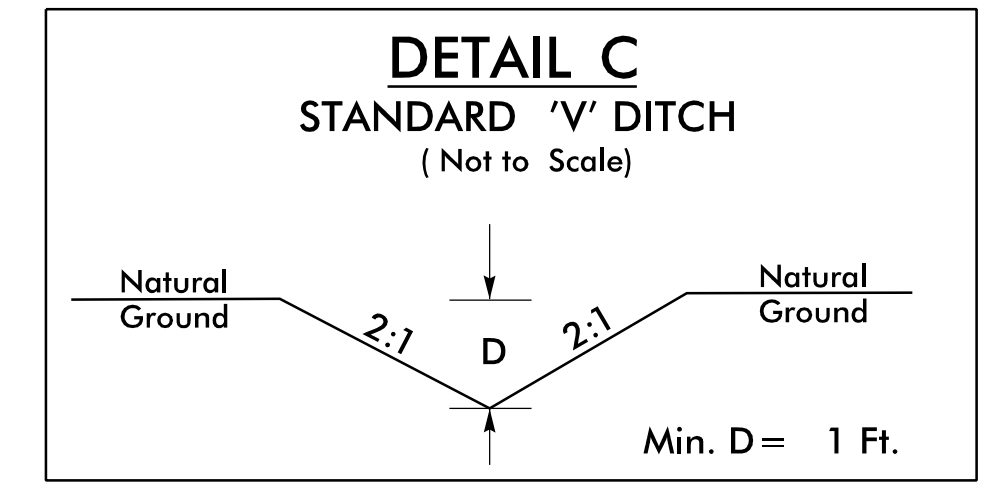 DETAIL C
STANDARD 'V' DITCH
( Not to Scale)
Natural
Ground
2:1
D
2:1
Natural
Ground
Min. D= 1 Ft.